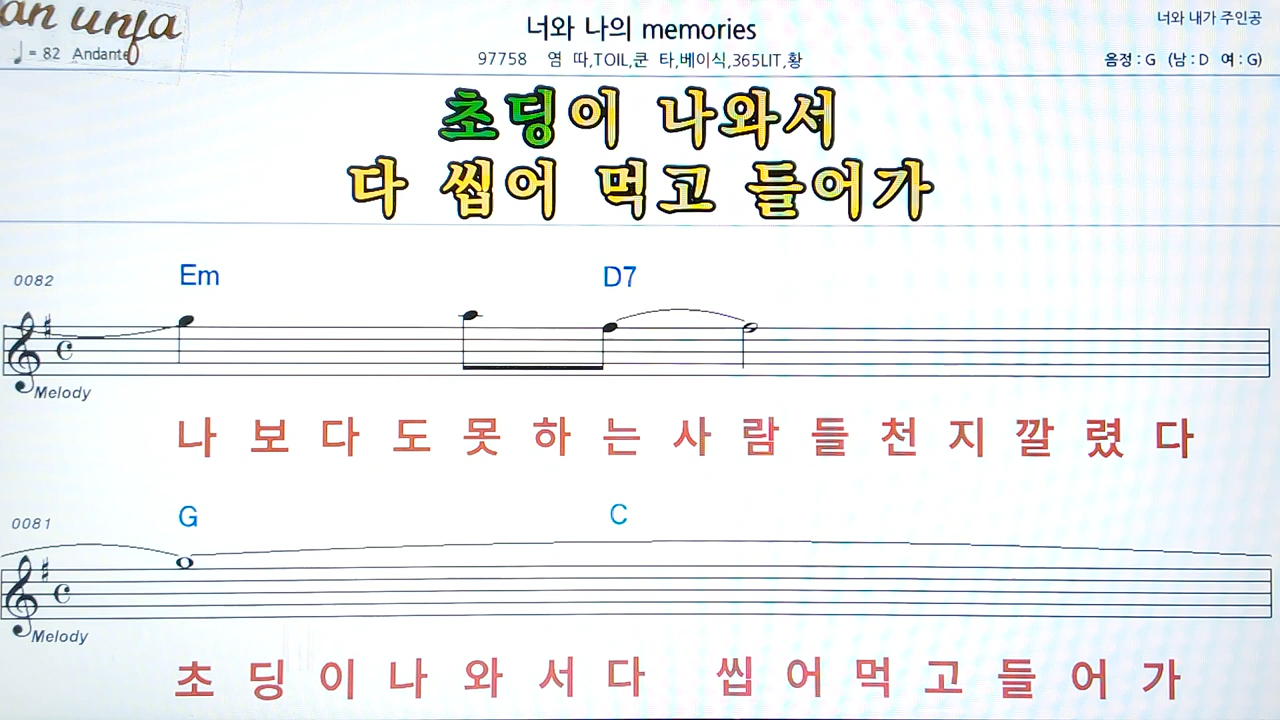 an unja
♩= 82 Andante
너와 나의 memories
너와 내가 주인공
97758 염 따,TOIL,쿤 타,베이식,365LIT,황
음정 : G (남 : D 여 : G)
초딩이 나와서
다 씹어 먹고 들어가
0082
Em D7
Melody
나 보 다 도 못 하 는 사 람 들 천 지 깔 렸 다
0081
G C
Melody
초 딩 이 나 와 서 다 씹 어 먹 고 들 어 가